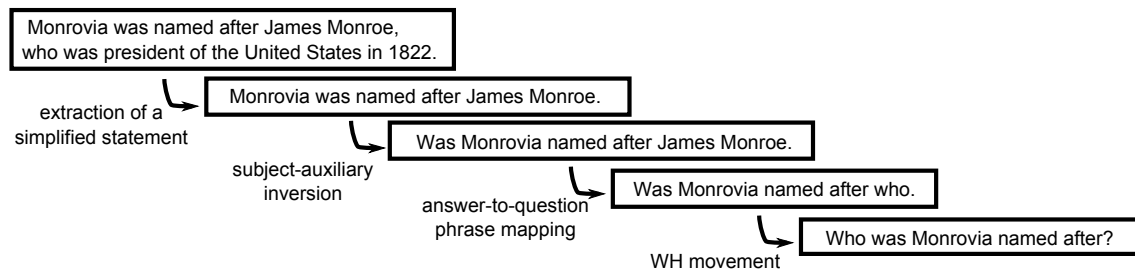 Monrovia was named after James Monroe,
who was president of the United States in 1822.
extraction of a
simplified statement
Monrovia was named after James Monroe.
subject-auxiliary
inversion
Was Monrovia named after James Monroe.
answer-to-question
phrase mapping
Was Monrovia named after who.
WH movement
Who was Monrovia named after?